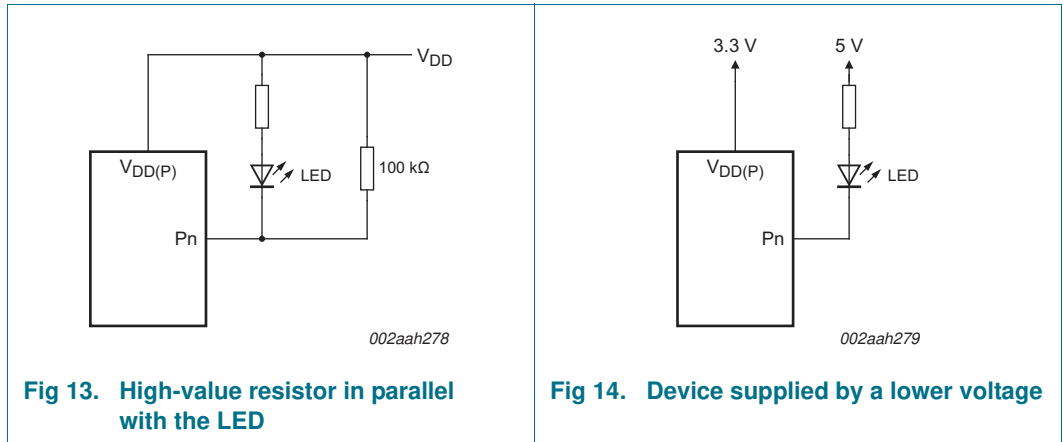 V_DD
V_DD(P)
LED
100 kΩ
Pn
002aah278
Fig 13. High-value resistor in parallel
with the LED
3.3 V
5 V
V_DD(P)
LED
Pn
002aah279
Fig 14. Device supplied by a lower voltage